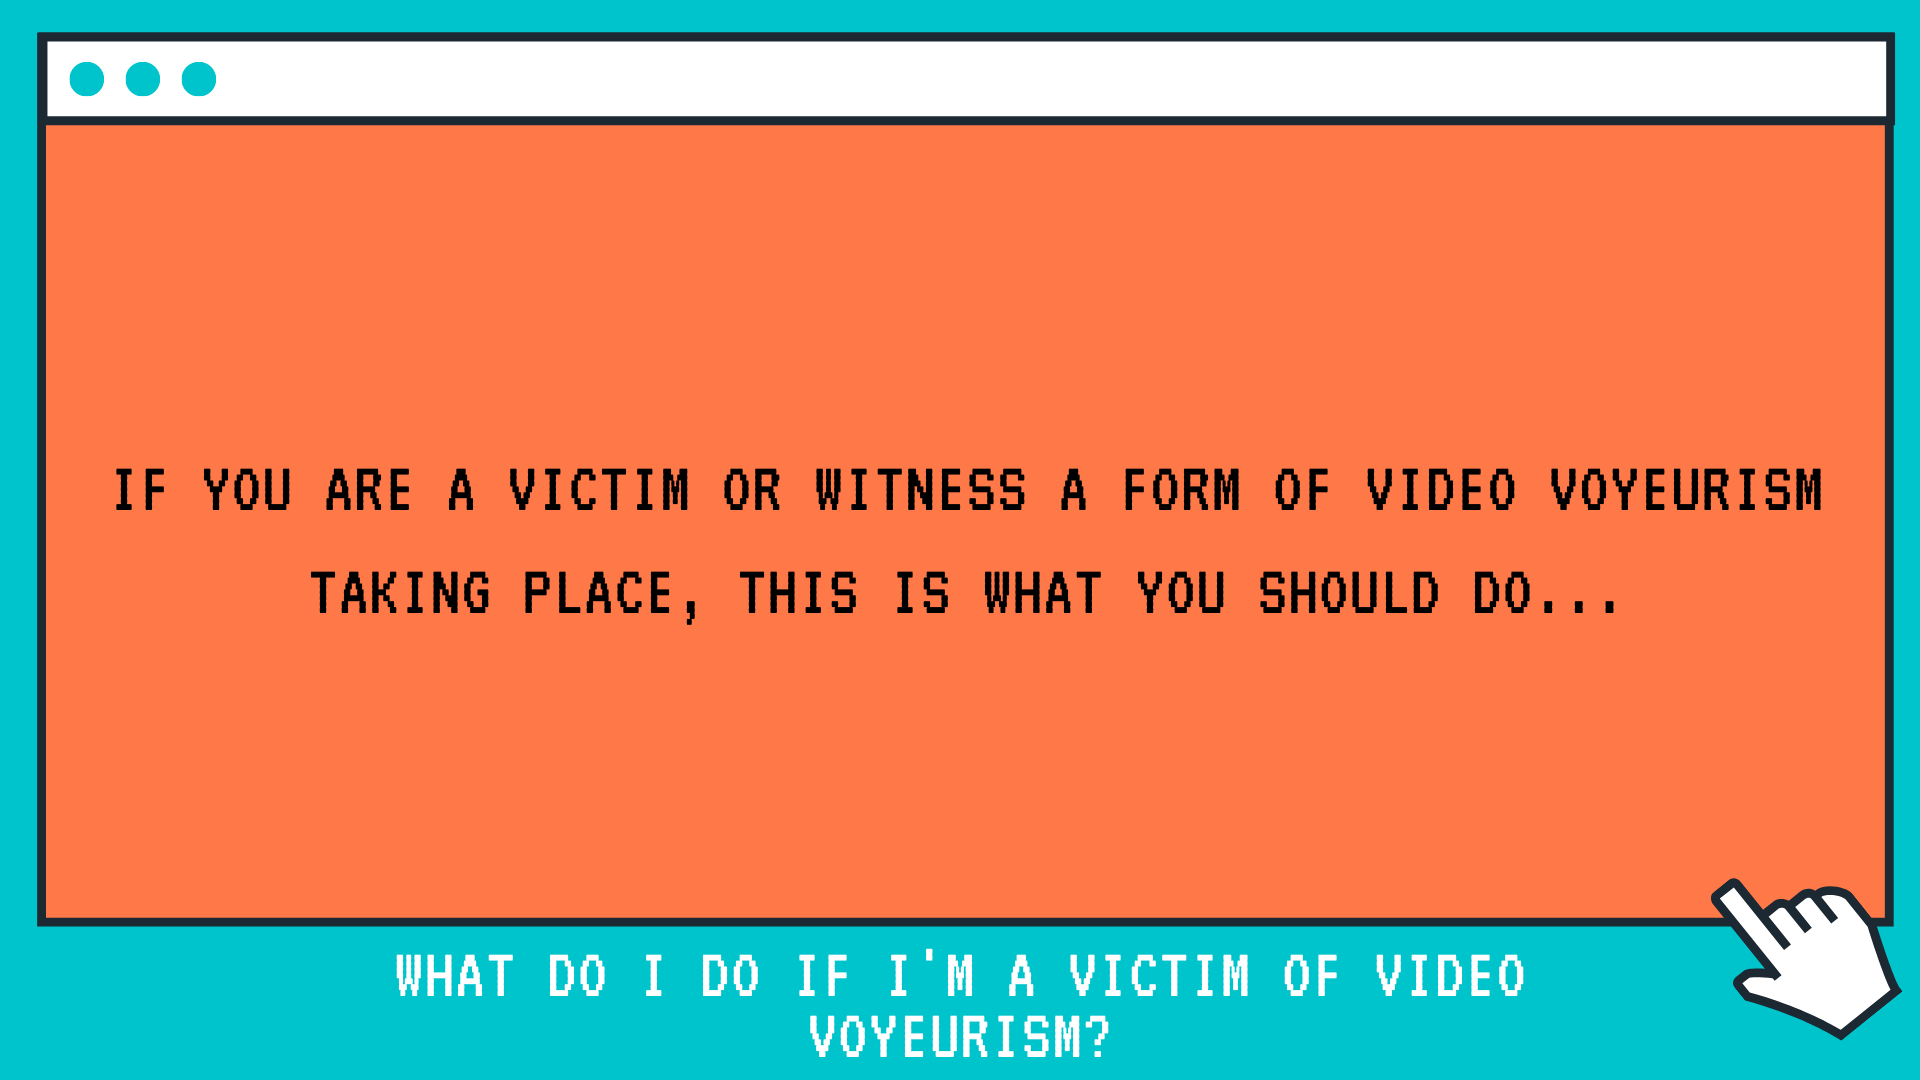 IF YOU ARE A VICTIM OR WITNESS A FORM OF VIDEO VOYEURISM
TAKING PLACE, THIS IS WHAT YOU SHOULD DO...
WHAT DO I DO IF I'M A VICTIM OF VIDEO
VOYEURISM?